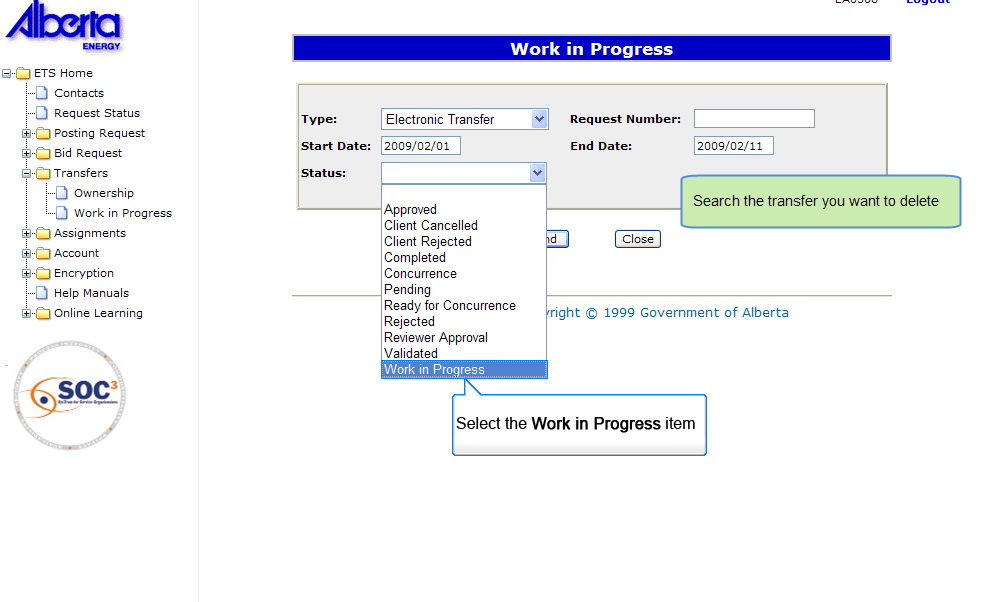 Logout
Alberta
ENERGY
Work in Progress
ETS Home
Contacts
Request Status
Posting Request
Bid Request
Transfers
Ownership
Work in Progress
Assignments
Account
Encryption
Help Manuals
Online Learning
SOC3
Type: Electronic Transfer Request Number:
Start Date: 2009/02/01 End Date: 2009/02/11
Status:
Search the transfer you want to delete
Approved
Client Cancelled
Client Rejected
Completed
Concurrence
Pending
Ready for Concurrence
Rejected
Reviewer Approval
Validated
Work in Progress
nd Close
yright © 1999 Government of Alberta
Select the Work in Progress item